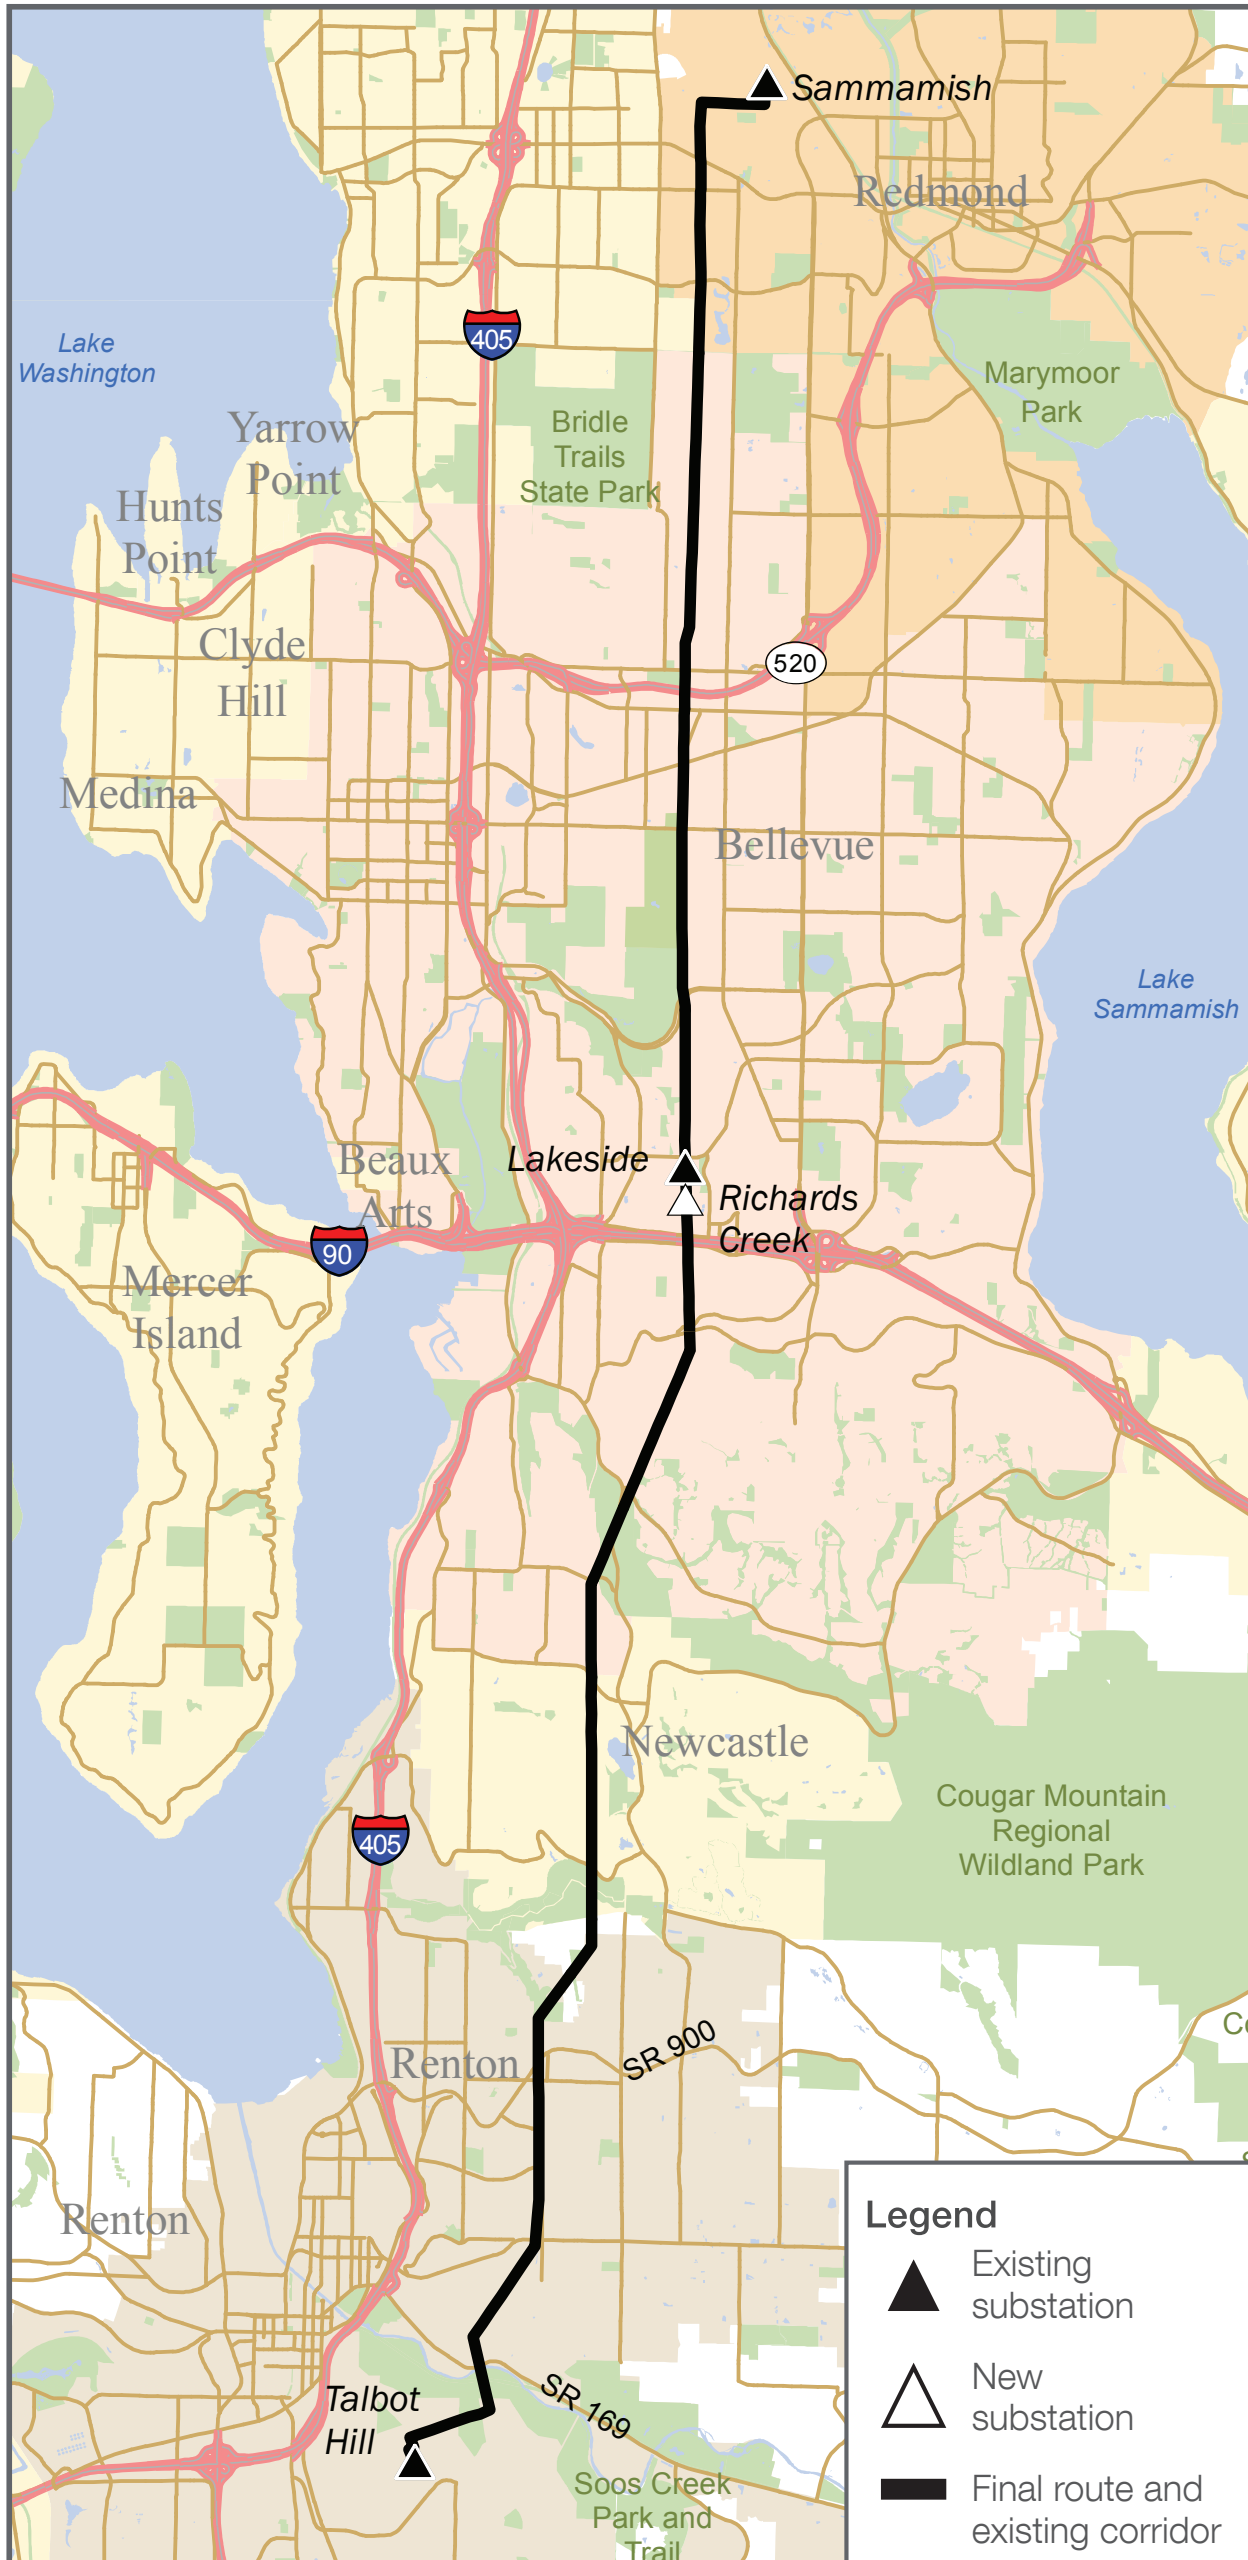 Sammamish
Redmond
405
Lake
Washington
Marymoor
Park
Bridle
Trails
State Park
Yarrow
Point
Hunts
Point
Clyde
Hill
520
Medina
Bellevue
Lake
Sammamish
Lakeside
Beaux
Arts
Richards
Creek
90
Mercer
Island
Newcastle
Cougar Mountain
Regional
Wildland Park
405
SR 900
Renton
Renton
Talbot
Hill
SR 169
Soos Creek
Park and
Trail
Legend
Existing
substation
New
substation
Final route and
existing corridor